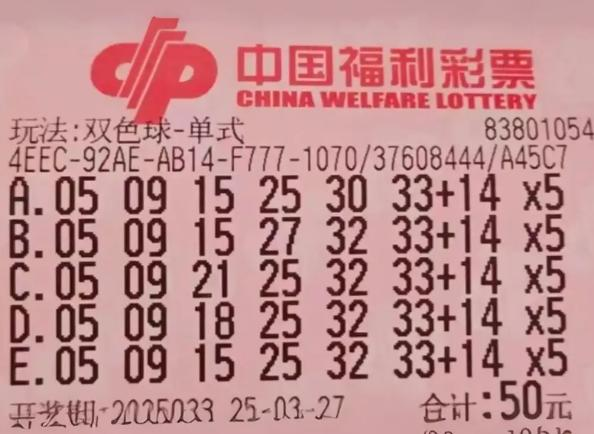 中国福利彩票
CHINA WELFARE LOTTERY
玩法:双色球-单式 83801054
4EEC-92AE-AB14-F777-1070/37608444/A45C7
A.05 09 15 25 30 33+14 x5
B.05 09 15 27 32 33+14 x5
C.05 09 21 25 32 33+14 x5
D.05 09 18 25 32 33+14 x5
E.05 09 15 25 32 33+14 x5
开奖期:2025033 25-03-27 合计:50元